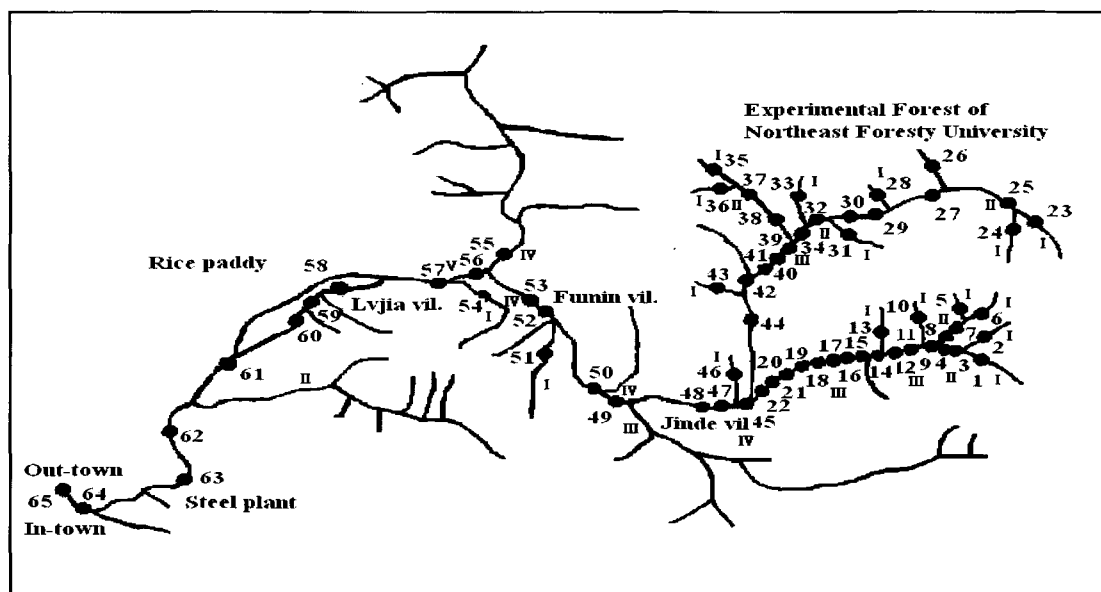 Experimental Forest of
Northeast Foresty University
26
I
35
I
28
I
37
33
I
25
I
36
II
II
23
38
32
30
27
24
II
29
I
I
39
34
31
I
55
IV
41
III
40
I
Rice paddy
58
57
V
56
43
42
I
53
Fumin vil.
10
I
5
I
I
59
Lvjia vil.
54
IV
52
44
I
13
II
6
60
I
8
7
I
51
I
46
20
19
17
15
11
2
61
I
50
IV
18
16
14
12
9
4
3
1
I
II
21
III
III
II
48
47
22
49
Jinde vil
45
III
IV
62
Out-town
63
65
64
Steel plant
In-town